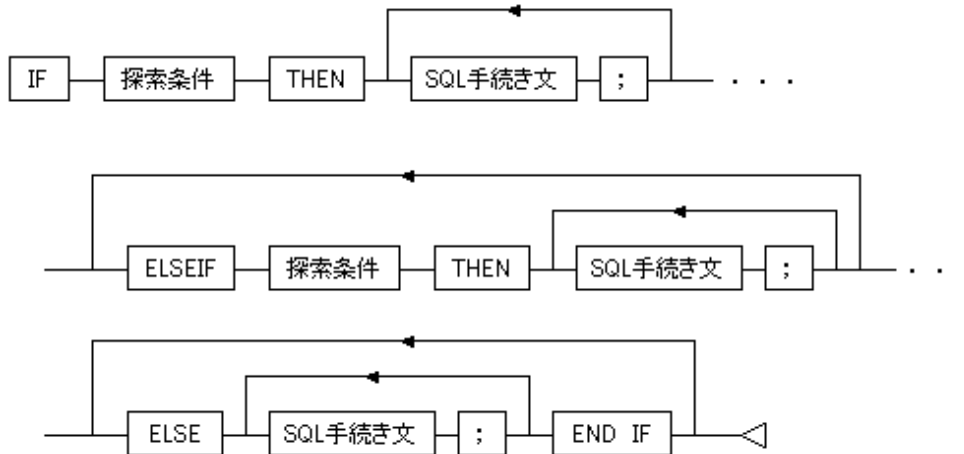 IF 探索条件 THEN SQL手続き文 ; ・・・
ELSEIF 探索条件 THEN SQL手続き文 ; ・・
ELSE SQL手続き文 ; END IF